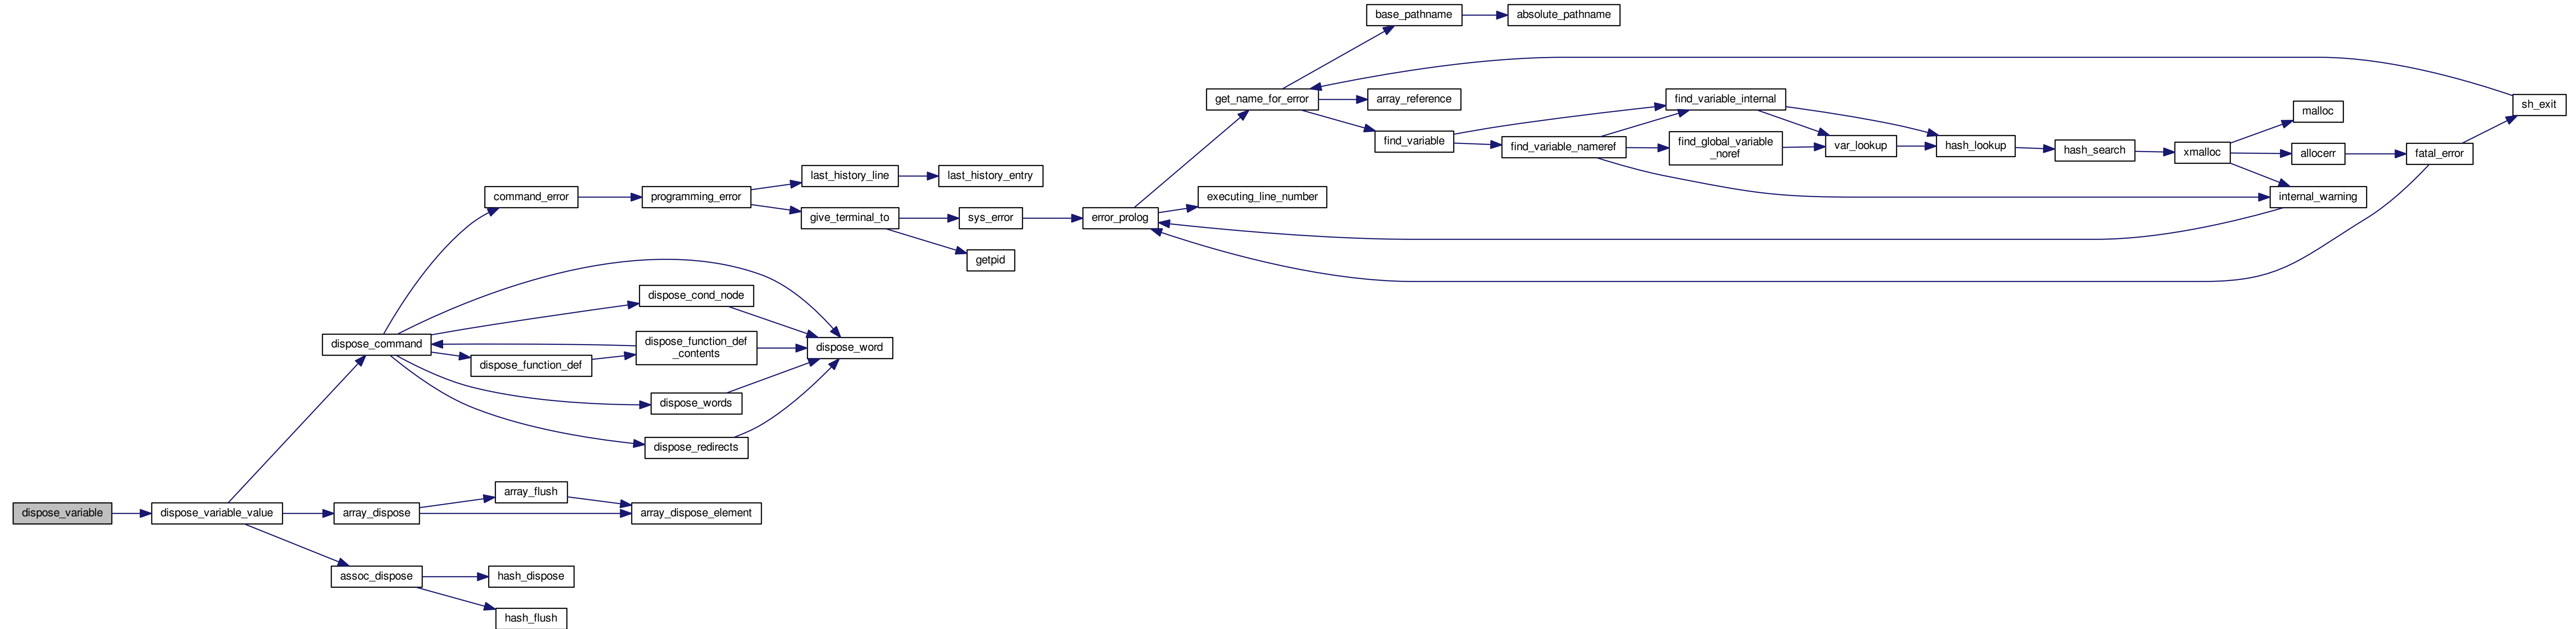 base_pathname
absolute_pathname
get_name_for_error
array_reference
find_variable_internal
sh_exit
malloc
find_variable
find_variable_nameref
find_global_variable
_noref
var_lookup
hash_lookup
hash_search
xmalloc
allocerr
fatal_error
internal_warning
last_history_line
last_history_entry
command_error
programming_error
executing_line_number
give_terminal_to
sys_error
error_prolog
getpid
dispose_cond_node
dispose_command
dispose_function_def
_contents
dispose_word
dispose_function_def
dispose_words
dispose_redirects
array_flush
dispose_variable
dispose_variable_value
array_dispose
array_dispose_element
assoc_dispose
hash_dispose
hash_flush